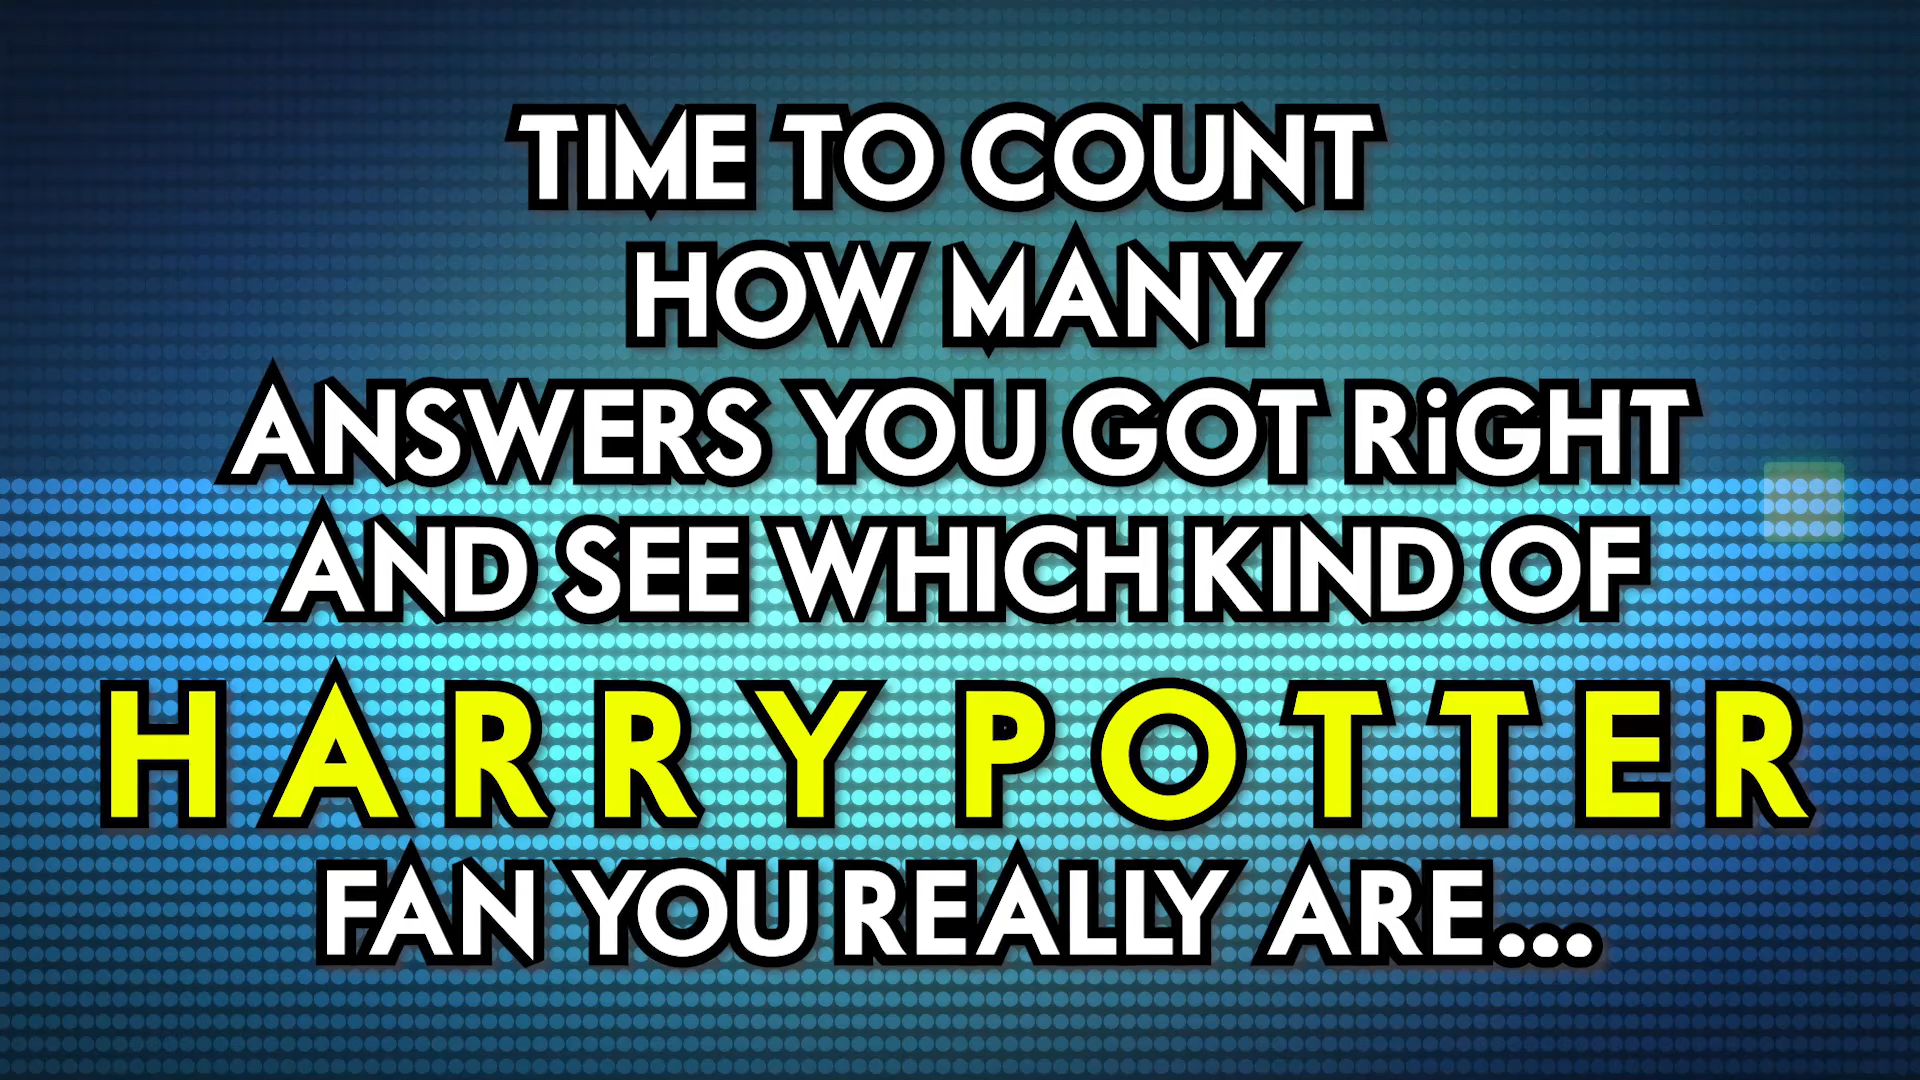 TIME TO COUNT
HOW MANY
ANSWERS YOU GOT RiGHT
AND SEE WHICH KIND OF
HARRY POTTER
FAN YOU REALLY ARE...